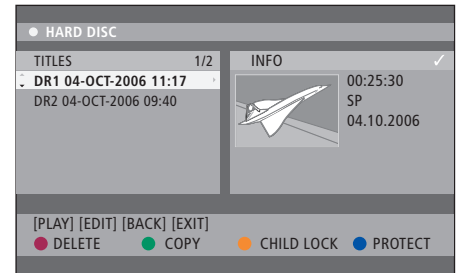 HARD DISC
TITLES 1/2
DR1 04-OCT-2006 11:17
DR2 04-OCT-2006 09:40
INFO
00:25:30
SP
04.10.2006
[PLAY] [EDIT] [BACK] [EXIT]
DELETE COPY CHILD LOCK PROTECT